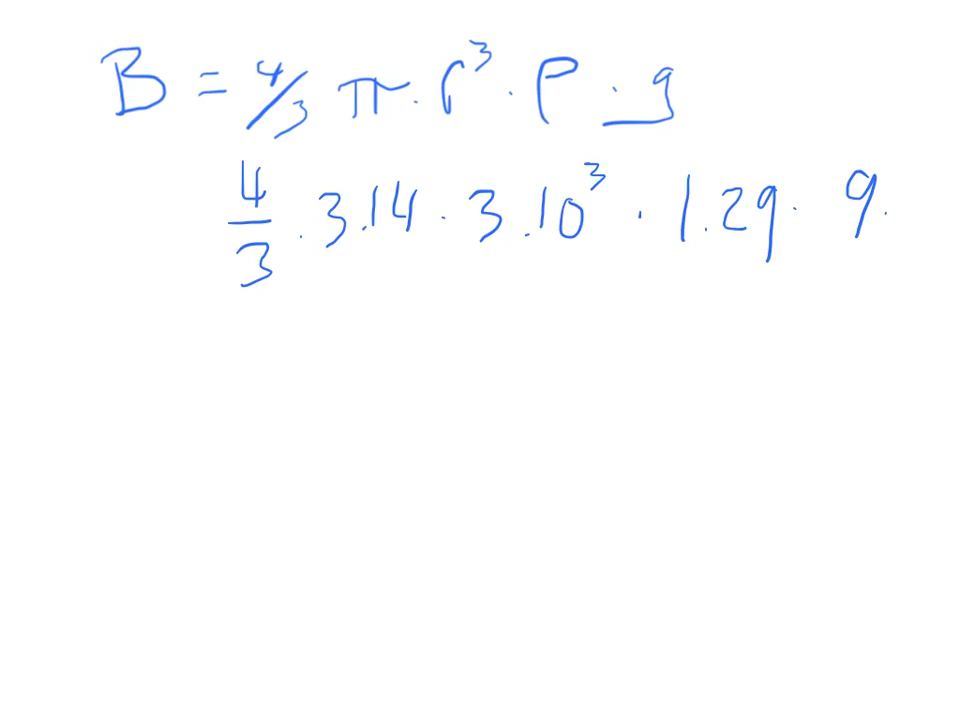 B = 4/3 π · r³ · ρ · g
4/3 · 3.14 · 3.10³ · 1.29 · 9.